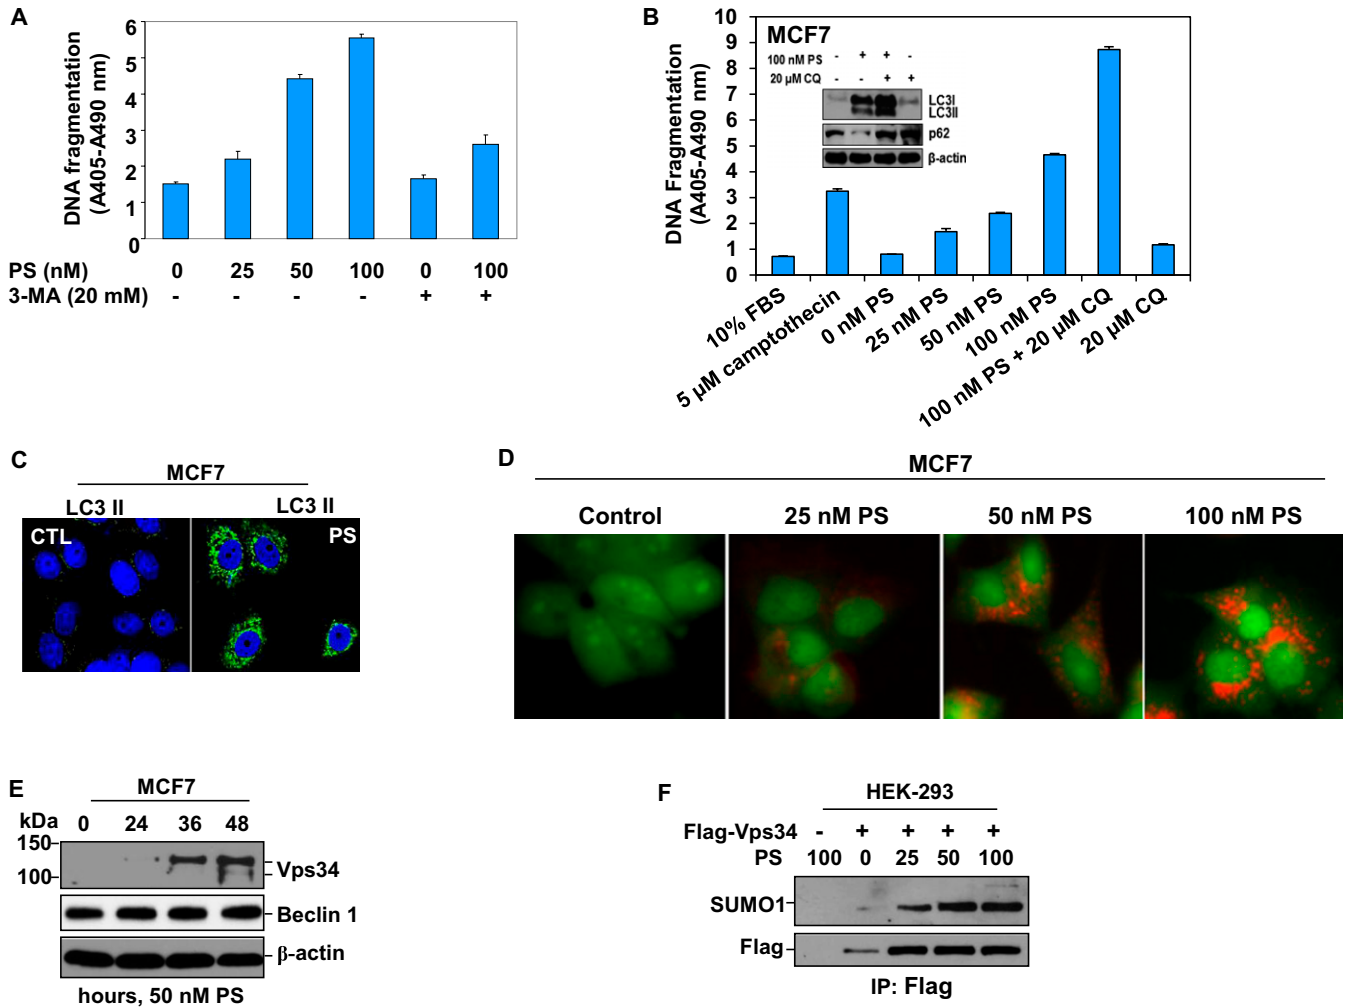 A
DNA fragmentation
(A405-A490 nm)
6
5
4
3
2
1
0
PS (nM) 0 25 50 100 0 100
3-MA (20 mM) - - - - + +
B
DNA Fragmentation
(A405-A490 nm)
10
9
8
7
6
5
4
3
2
1
0
MCF7
100 nM PS - + + -
20 µM CQ - - + +
LC3I
LC3II
p62
β-actin
10% FBS
5 µM camptothecin
0 nM PS
25 nM PS
50 nM PS
100 nM PS
100 nM PS + 20 µM CQ
20 µM CQ
C
MCF7
LC3 II LC3 II
CTL PS
D
MCF7
Control 25 nM PS 50 nM PS 100 nM PS
E
MCF7
kDa 0 24 36 48
150
100
Vps34
Beclin 1
β-actin
hours, 50 nM PS
F
HEK-293
Flag-Vps34 - + + + +
PS 100 0 25 50 100
SUMO1
Flag
IP: Flag